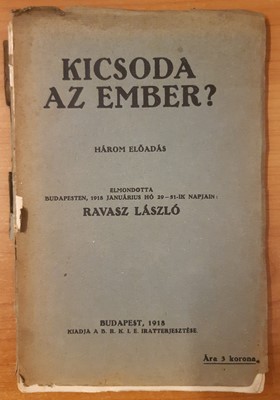 KICSODA
AZ EMBER?
HÁROM ELŐADÁS
ELMONDOTTA
BUDAPESTEN, 1918 JANUÁRIUS HÓ 29–31-IK NAPJAIN:
RAVASZ LÁSZLÓ
BUDAPEST, 1918
KIADJA A B. R. K. I. E. IRATTERJESZTÉSE
Ára 3 korona.